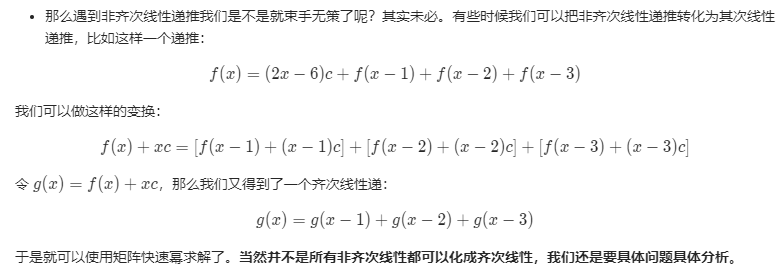 • 那么遇到非齐次线性递推我们是不是就束手无策了呢？其实未必。有些时候我们可以把非齐次线性递推转化为其次线性
递推，比如这样一个递推：
f(x) = (2x − 6)c + f(x − 1) + f(x − 2) + f(x − 3)
我们可以做这样的变换：
f(x) + xc = [f(x − 1) + (x − 1)c] + [f(x − 2) + (x − 2)c] + [f(x − 3) + (x − 3)c]
令 g(x) = f(x) + xc，那么我们又得到了一个齐次线性递：
g(x) = g(x − 1) + g(x − 2) + g(x − 3)
于是就可以使用矩阵快速幂求解了。当然并不是所有非齐次线性都可以化成齐次线性，我们还是要具体问题具体分析。